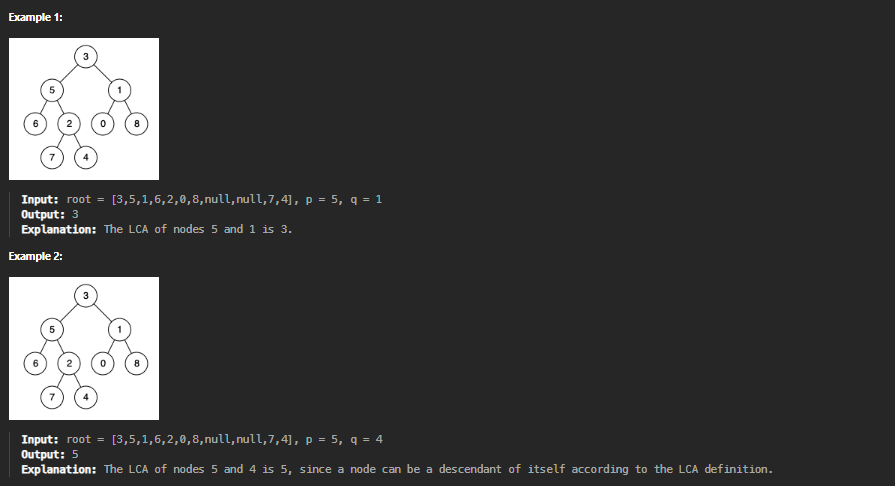 Example 1:
3
5 1
6 2 0 8
7 4
Input: root = [3,5,1,6,2,0,8,null,null,7,4], p = 5, q = 1
Output: 3
Explanation: The LCA of nodes 5 and 1 is 3.
Example 2:
3
5 1
6 2 0 8
7 4
Input: root = [3,5,1,6,2,0,8,null,null,7,4], p = 5, q = 4
Output: 5
Explanation: The LCA of nodes 5 and 4 is 5, since a node can be a descendant of itself according to the LCA definition.